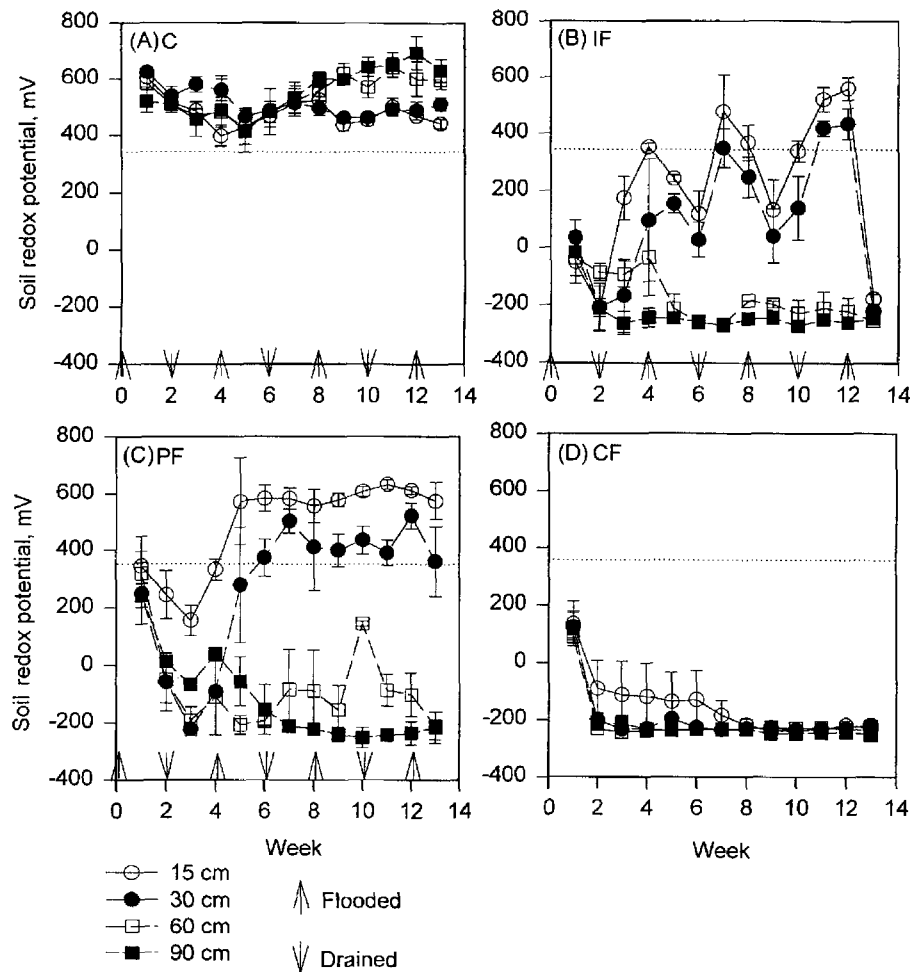 (A) C
Soil redox potential, mV
800
600
400
200
0
-200
-400
0 2 4 6 8 10 12 14
(B) IF
800
600
400
200
0
-200
-400
0 2 4 6 8 10 12 14
(C) PF
Soil redox potential, mV
800
600
400
200
0
-200
-400
0 2 4 6 8 10 12 14
Week
(D) CF
800
600
400
200
-0
-200
-400
0 2 4 6 8 10 12 14
Week
15 cm
30 cm
60 cm
90 cm
Flooded
Drained